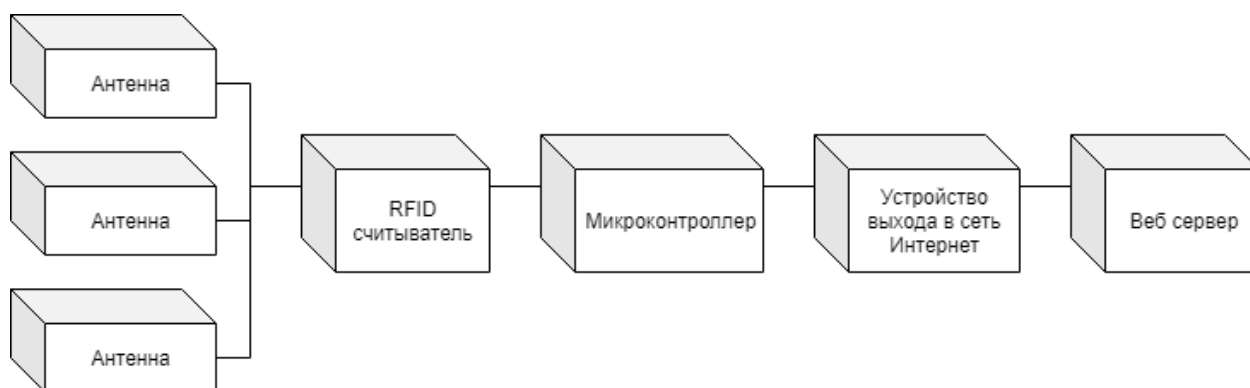 Антенна
Антенна
Антенна
RFID
считыватель
Микроконтроллер
Устройство
выхода в сеть
Интернет
Веб сервер